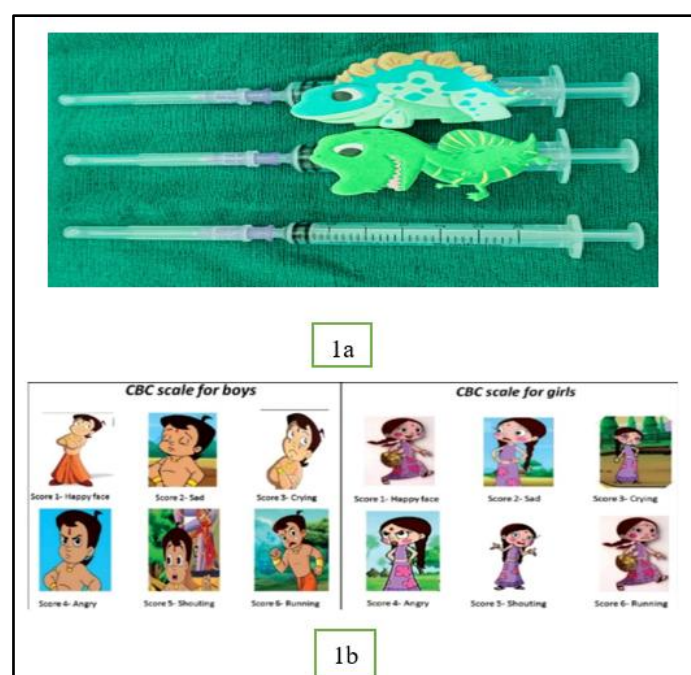 1a
CBC scale for boys
CBC scale for girls
Score 1- Happy face
Score 2- Sad
Score 3- Crying
Score 1- Happy face
Score 2- Sad
Score 3- Crying
Score 4- Angry
Score 5- Shouting
Score 6- Running
Score 4- Angry
Score 5- Shouting
Score 6- Running
1b